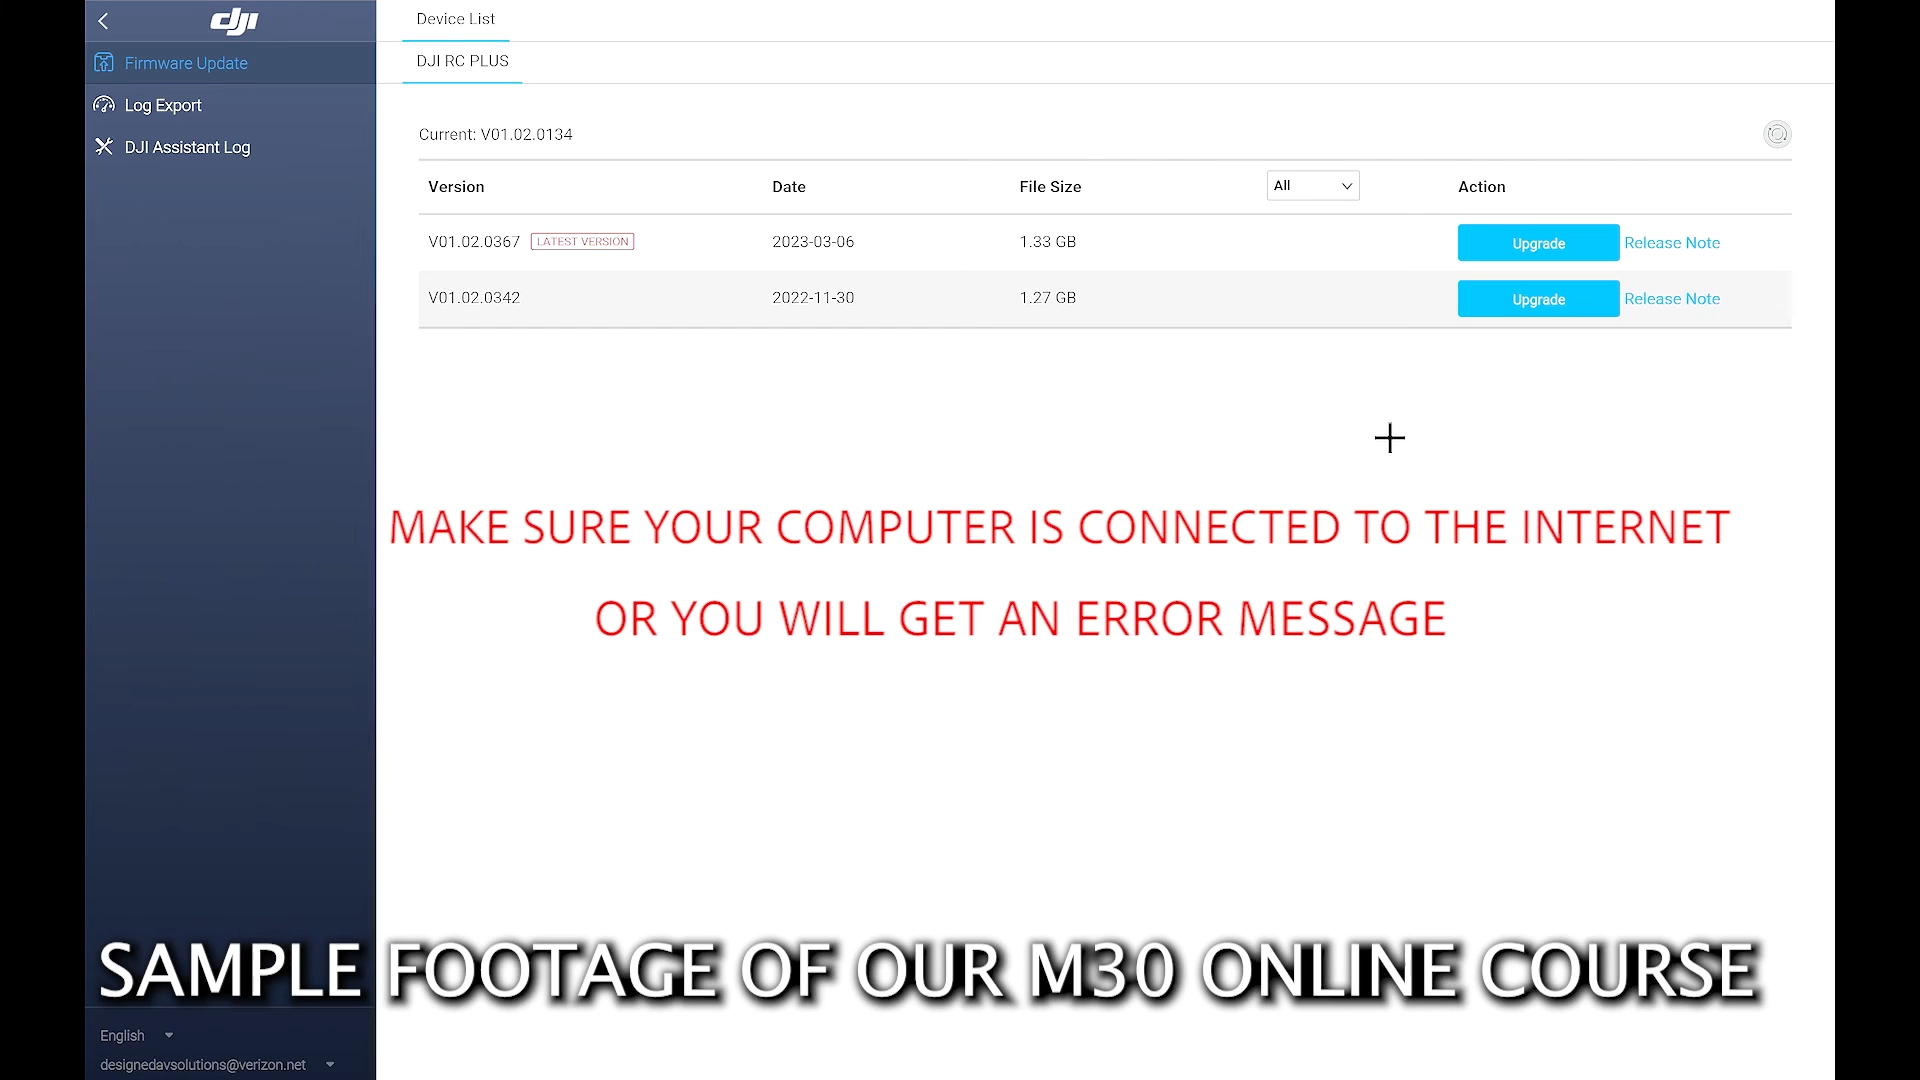 dji
Device List
Firmware Update
DJI RC PLUS
Log Export
DJI Assistant Log
Current: V01.02.0134
Version Date File Size All Action
V01.02.0367 LATEST VERSION 2023-03-06 1.33 GB Upgrade Release Note
V01.02.0342 2022-11-30 1.27 GB Upgrade Release Note
MAKE SURE YOUR COMPUTER IS CONNECTED TO THE INTERNET
OR YOU WILL GET AN ERROR MESSAGE
SAMPLE FOOTAGE OF OUR M30 ONLINE COURSE
English
designedavsolutions@verizon.net